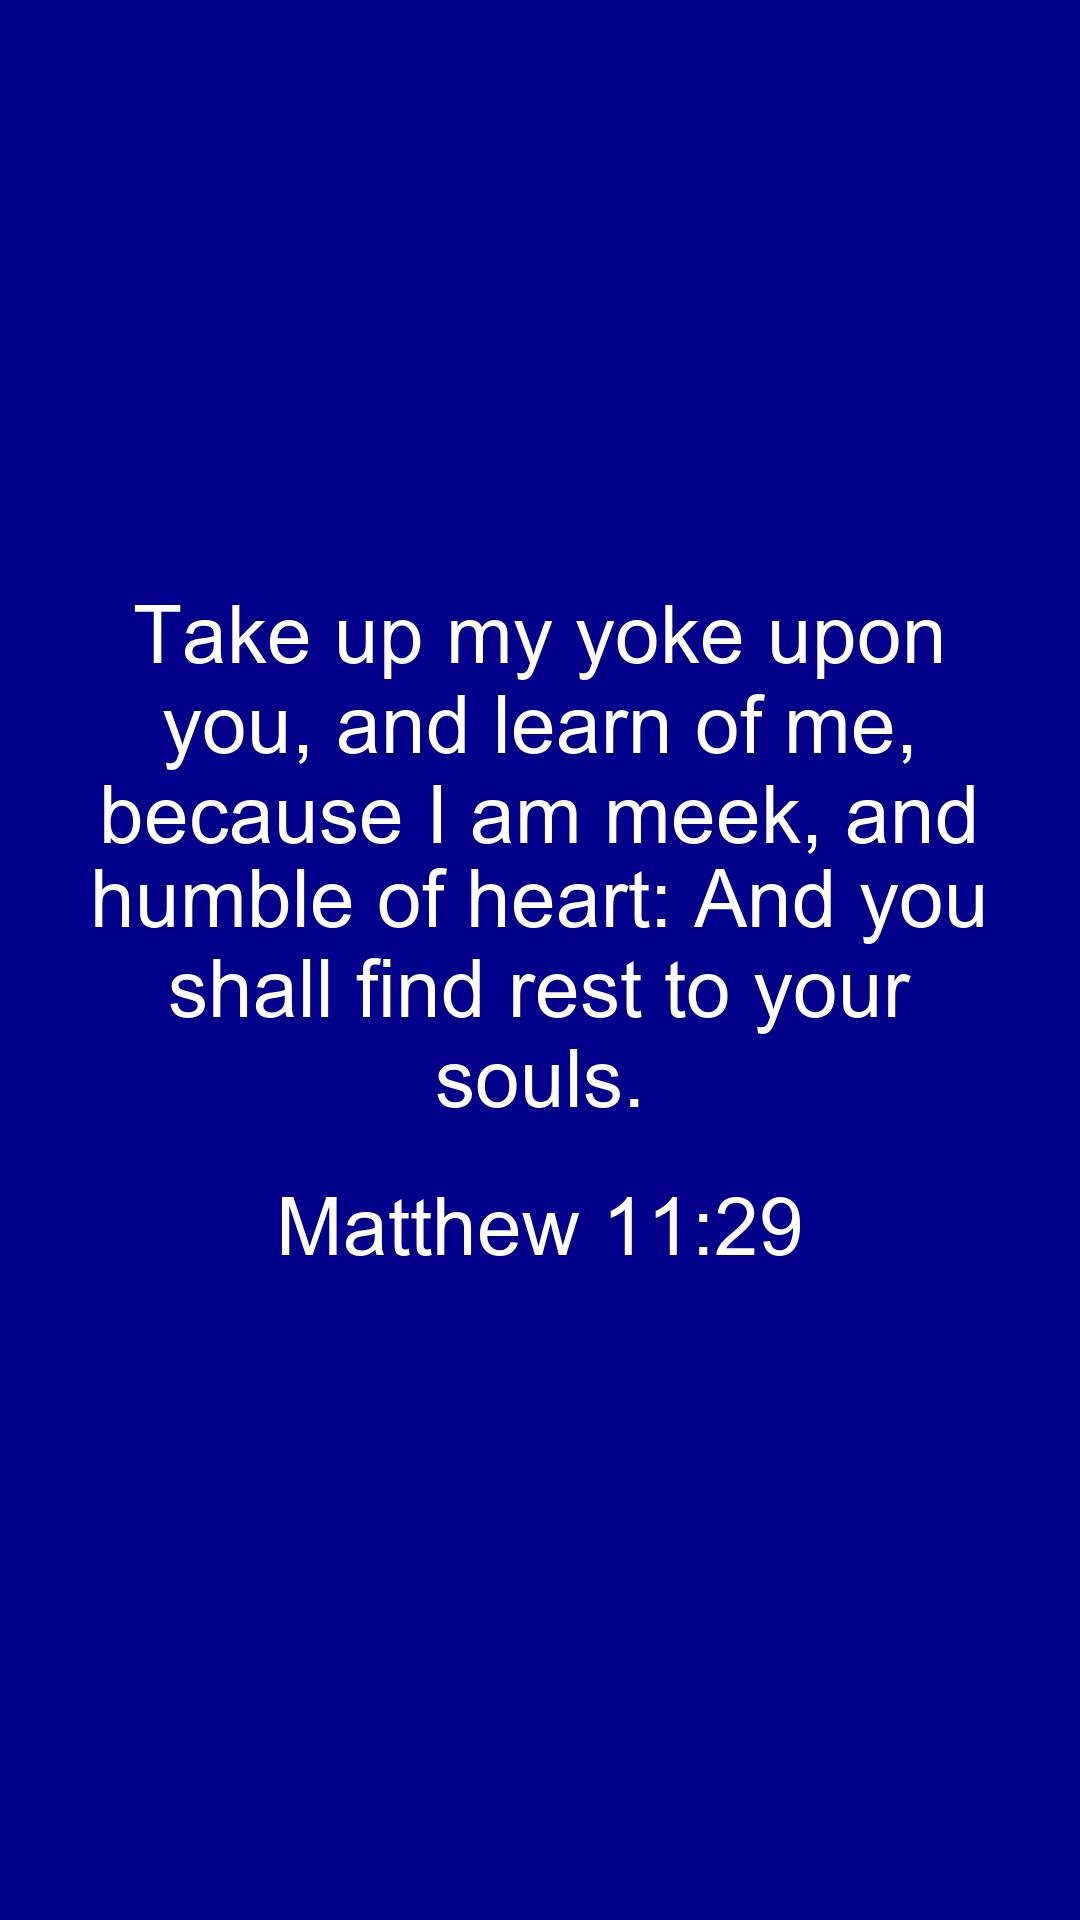 Take up my yoke upon
you, and learn of me,
because I am meek, and
humble of heart: And you
shall find rest to your
souls.
Matthew 11:29